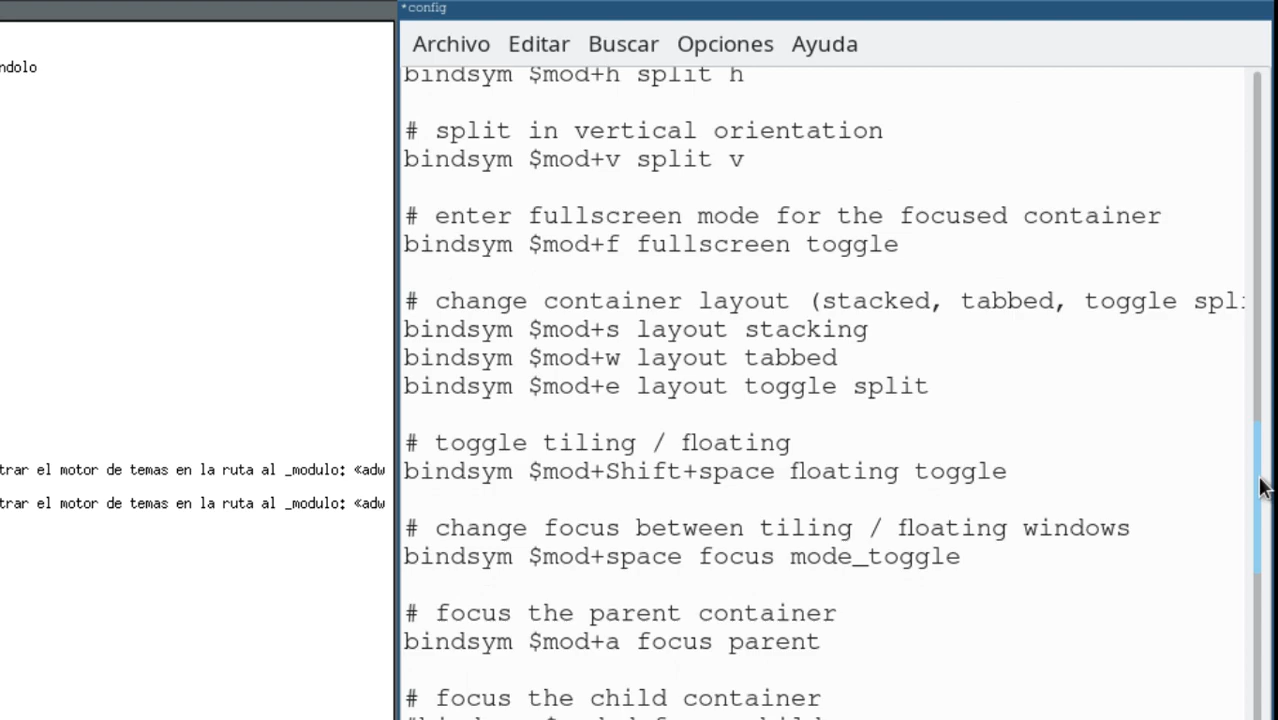 *config
Archivo Editar Buscar Opciones Ayuda
ndolo
trar el motor de temas en la ruta al _modulo: «adw
trar el motor de temas en la ruta al _modulo: «adw
bindsym $mod+h split h
# split in vertical orientation
bindsym $mod+v split v
# enter fullscreen mode for the focused container
bindsym $mod+f fullscreen toggle
# change container layout (stacked, tabbed, toggle spl
bindsym $mod+s layout stacking
bindsym $mod+w layout tabbed
bindsym $mod+e layout toggle split
# toggle tiling / floating
bindsym $mod+Shift+space floating toggle
# change focus between tiling / floating windows
bindsym $mod+space focus mode_toggle
# focus the parent container
bindsym $mod+a focus parent
# focus the child container